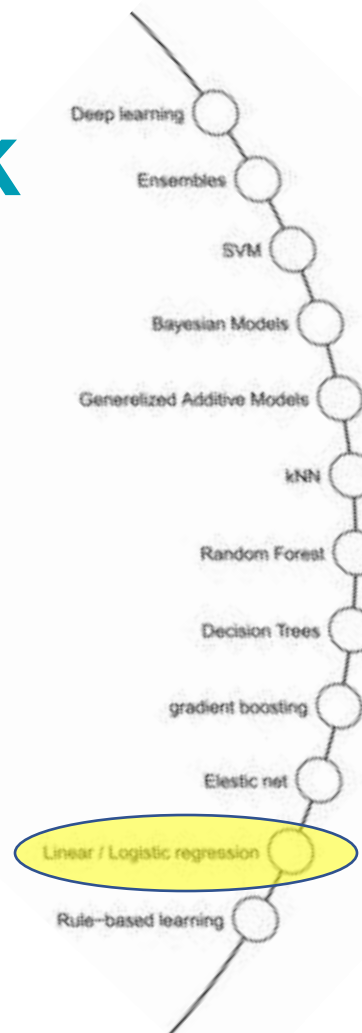 Deep learning
K
Ensembles
SVM
Bayesian Models
Generelized Additive Models
kNN
Random Forest
Decision Trees
gradient boosting
Elestic net
Linear / Logistic regression
Rule-based learning